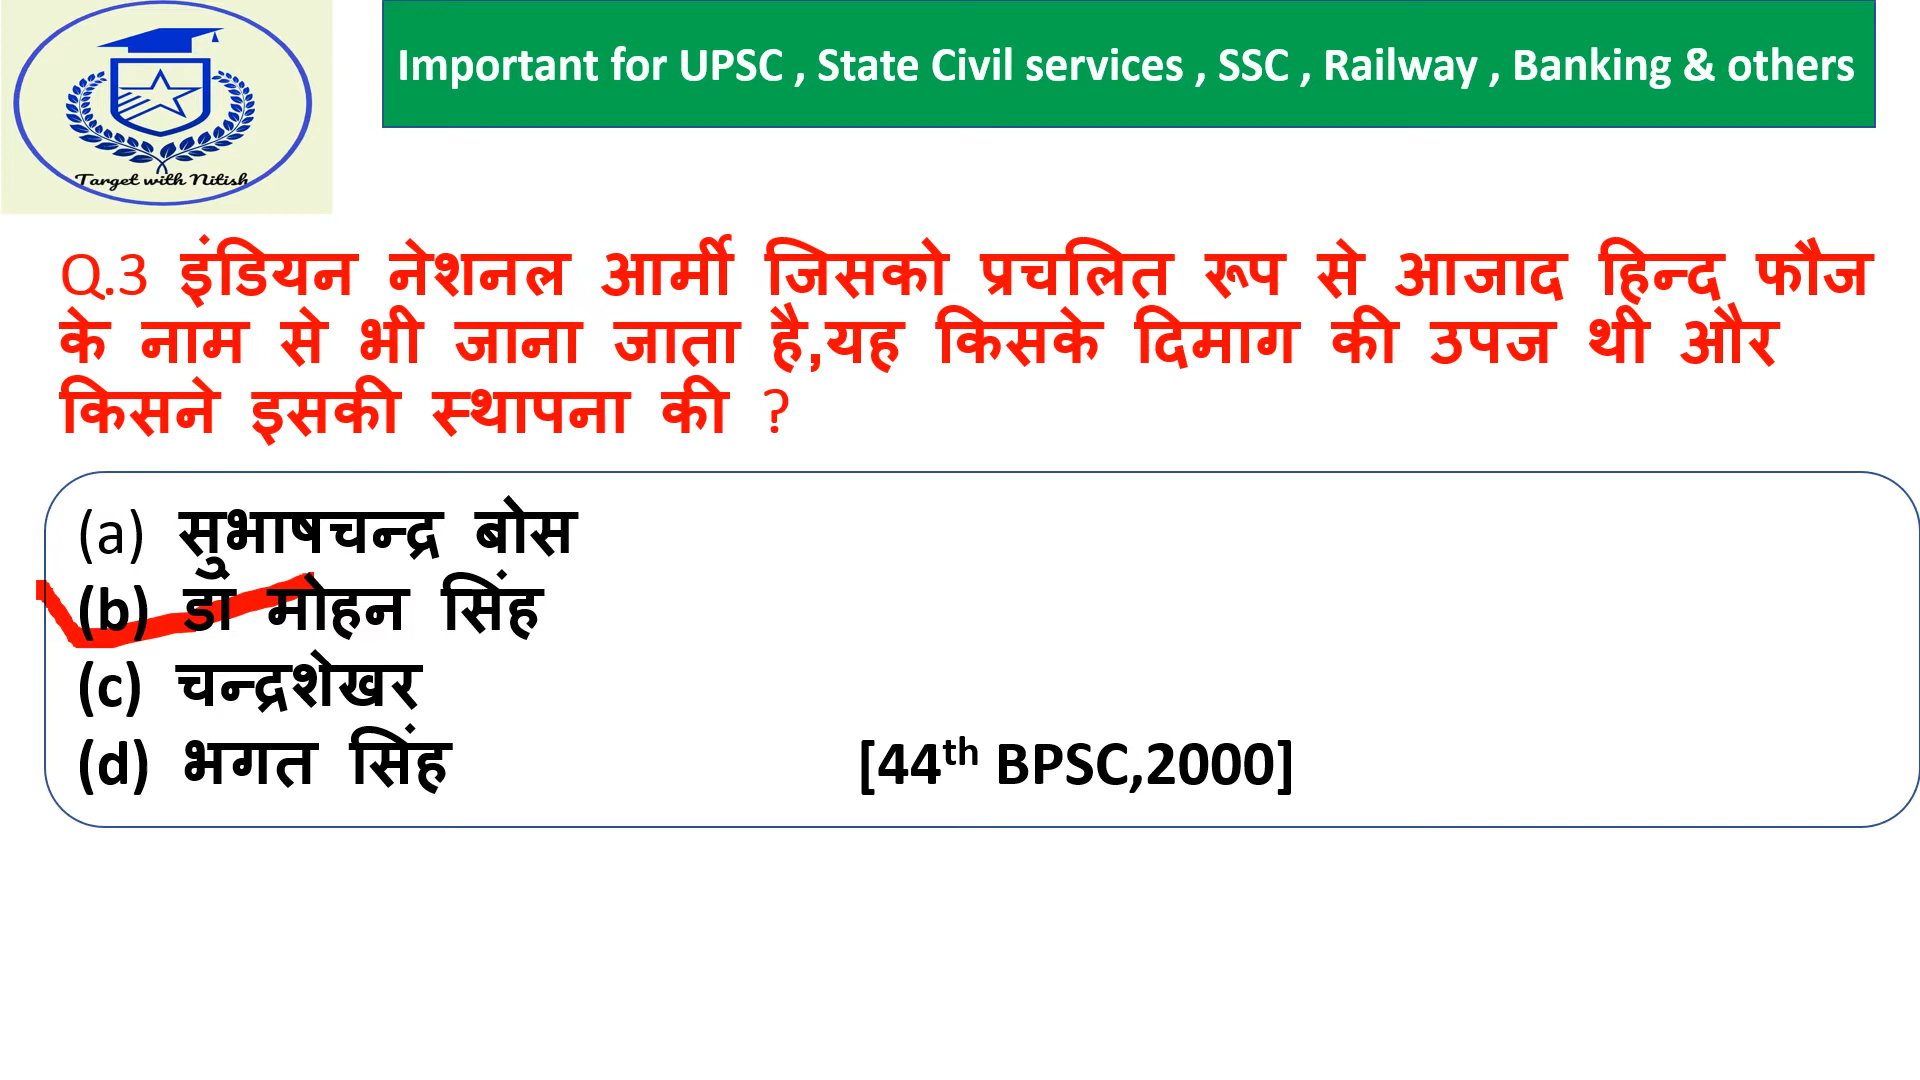 Target with Nitish
Important for UPSC , State Civil services , SSC , Railway , Banking & others
Q.3 इंडियन नेशनल आर्मी जिसको प्रचलित रूप से आजाद हिन्द फौज
के नाम से भी जाना जाता है,यह किसके दिमाग की उपज थी और
किसने इसकी स्थापना की ?
(a) सुभाषचन्द्र बोस
(b) डॉ मोहन सिंह
(c) चन्द्रशेखर
(d) भगत सिंह [44th BPSC,2000]